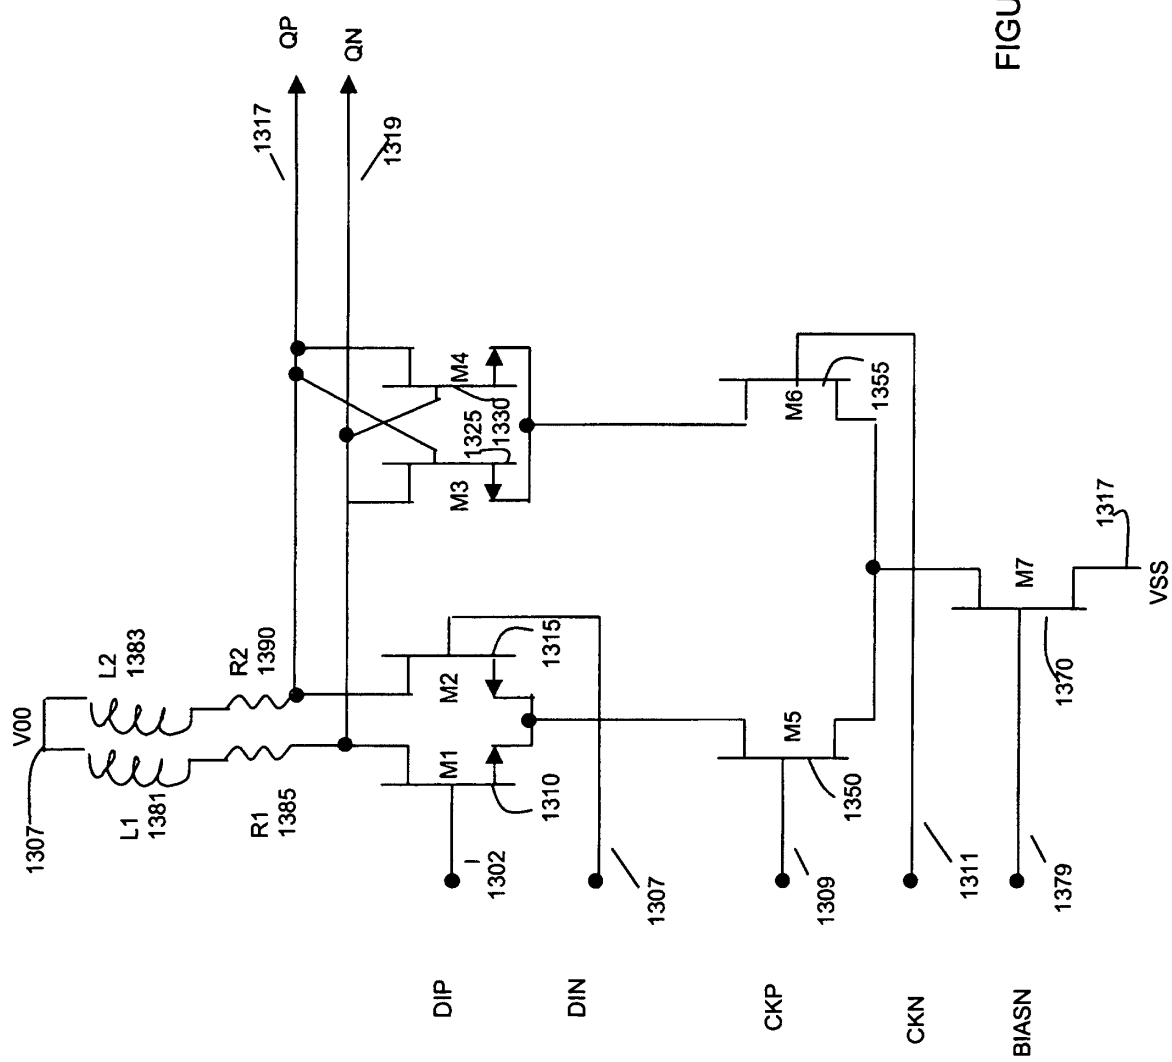 QP
QN
1317
1319
V00
1307
L2
1383
L1
1381
R2
1390
R1
1385
M4
1325
1330
M3
M2
1315
M1
1310
DIP
1302
DIN
1307
M6
1355
M5
1350
CKP
1309
CKN
1311
M7
1317
VSS
1370
BIASN
1379
FIGU